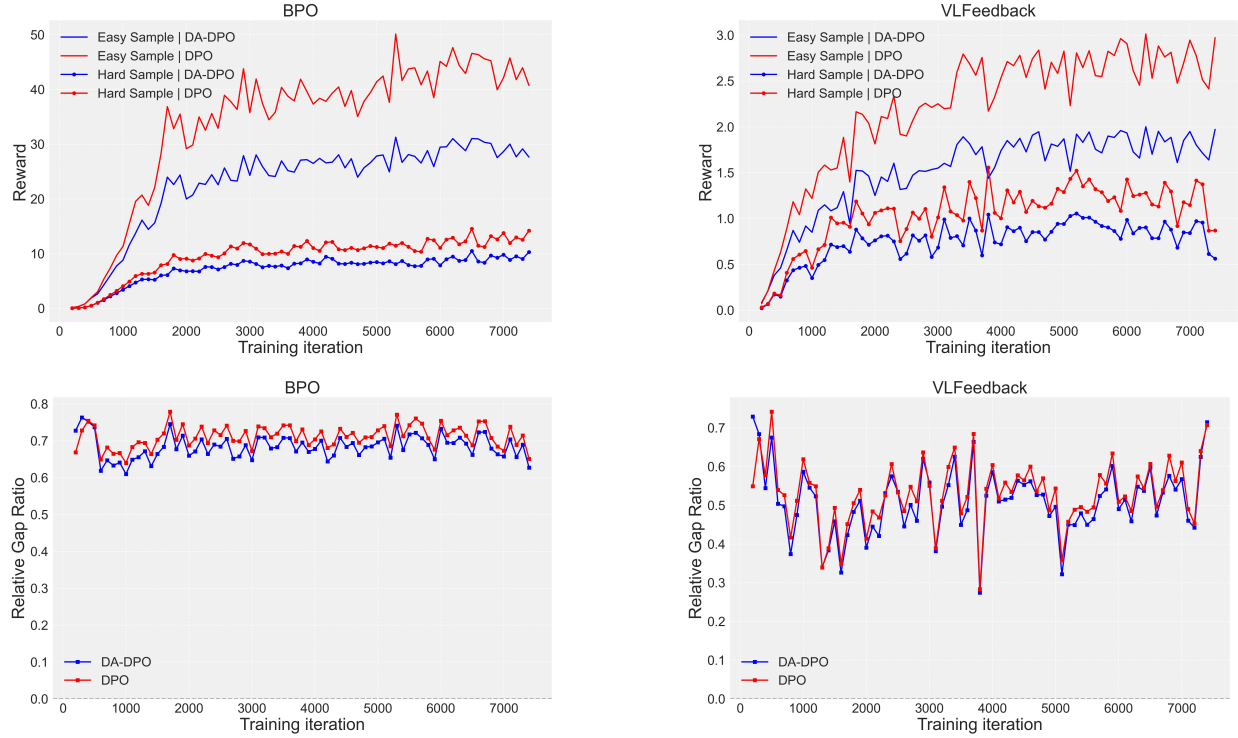 BPO
Reward
50
40
30
20
10
0
Easy Sample | DA-DPO
Easy Sample | DPO
Hard Sample | DA-DPO
Hard Sample | DPO
0 1000 2000 3000 4000 5000 6000 7000
Training iteration
VLFeedback
Reward
3.0
2.5
2.0
1.5
1.0
0.5
0.0
Easy Sample | DA-DPO
Easy Sample | DPO
Hard Sample | DA-DPO
Hard Sample | DPO
0 1000 2000 3000 4000 5000 6000 7000
Training iteration
BPO
Relative Gap Ratio
0.8
0.7
0.6
0.5
0.4
0.3
0.2
0.1
0.0
DA-DPO
DPO
0 1000 2000 3000 4000 5000 6000 7000
Training iteration
VLFeedback
Relative Gap Ratio
0.7
0.6
0.5
0.4
0.3
0.2
0.1
0.0
DA-DPO
DPO
0 1000 2000 3000 4000 5000 6000 7000
Training iteration